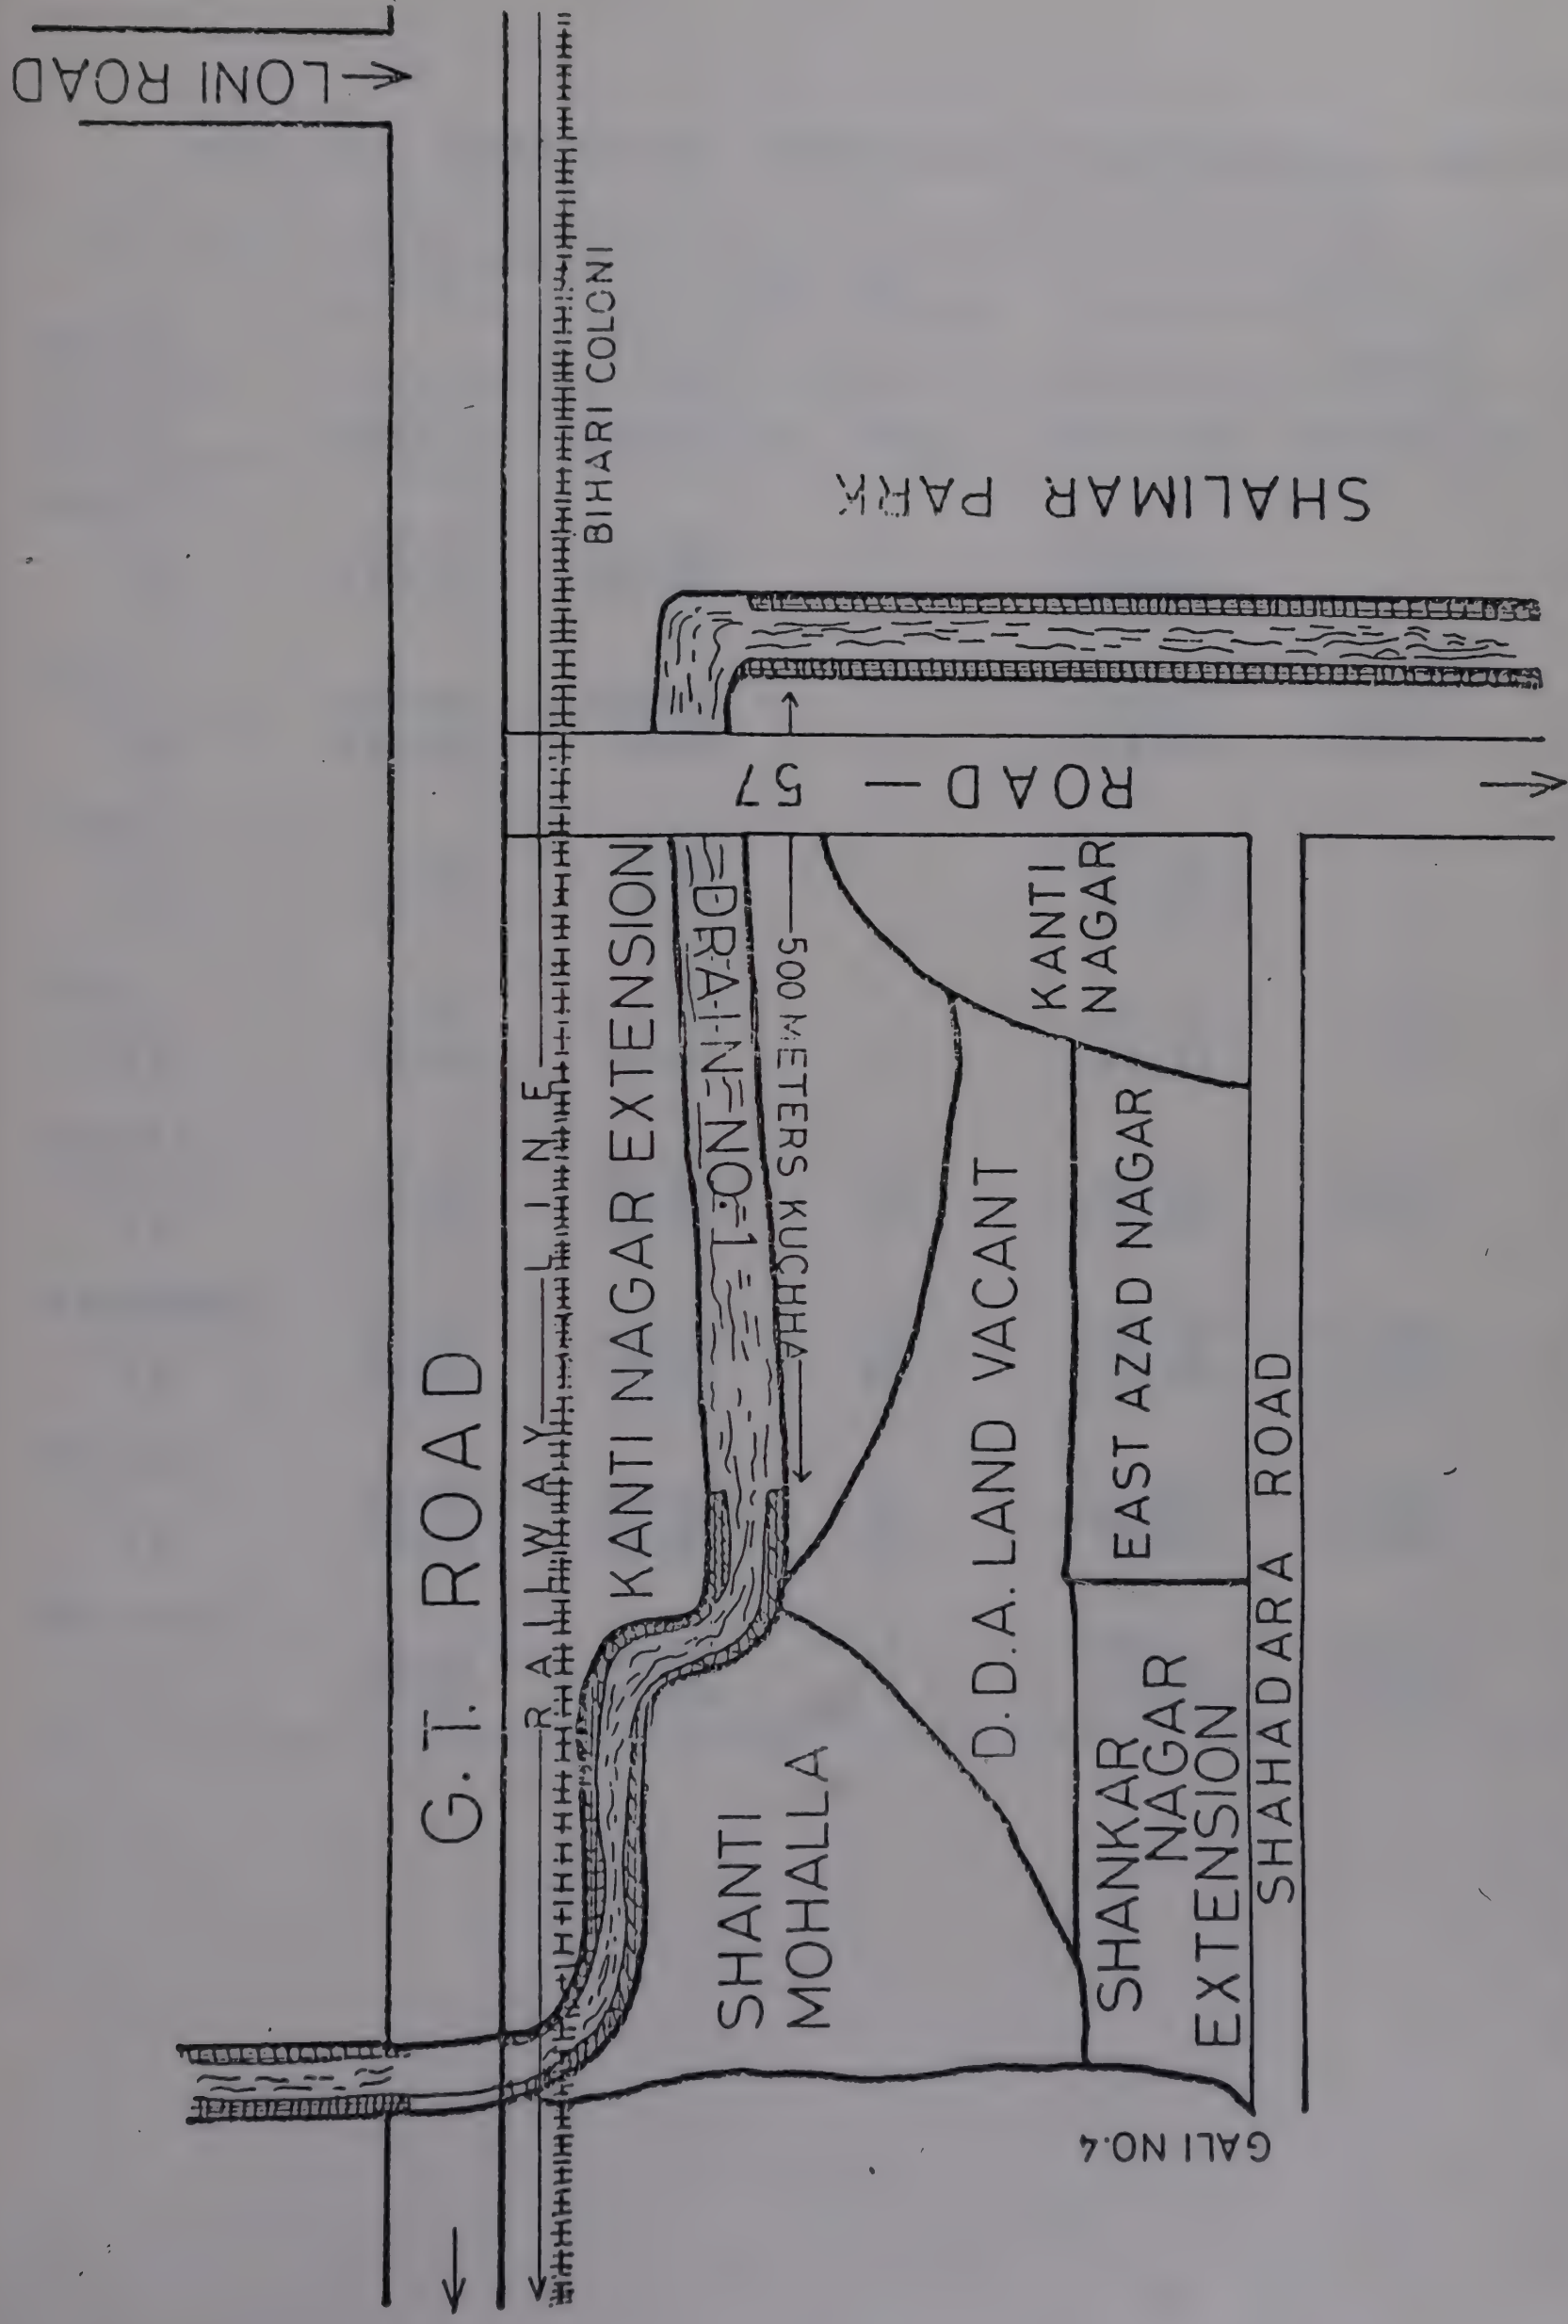 LONI ROAD
G. T. ROAD
RAILWAY LINE
BIHARI COLONI
SHALIMAR PARK
ROAD — 57
KANTI NAGAR EXTENSION
DRAIN NO. 1
500 METERS KUCHHA
KANTI
NAGAR
D.D.A. LAND VACANT
EAST AZAD NAGAR
SHANTI
MOHALLA
SHANKAR
NAGAR
EXTENSION
SHAHADARA ROAD
GALI NO. 4